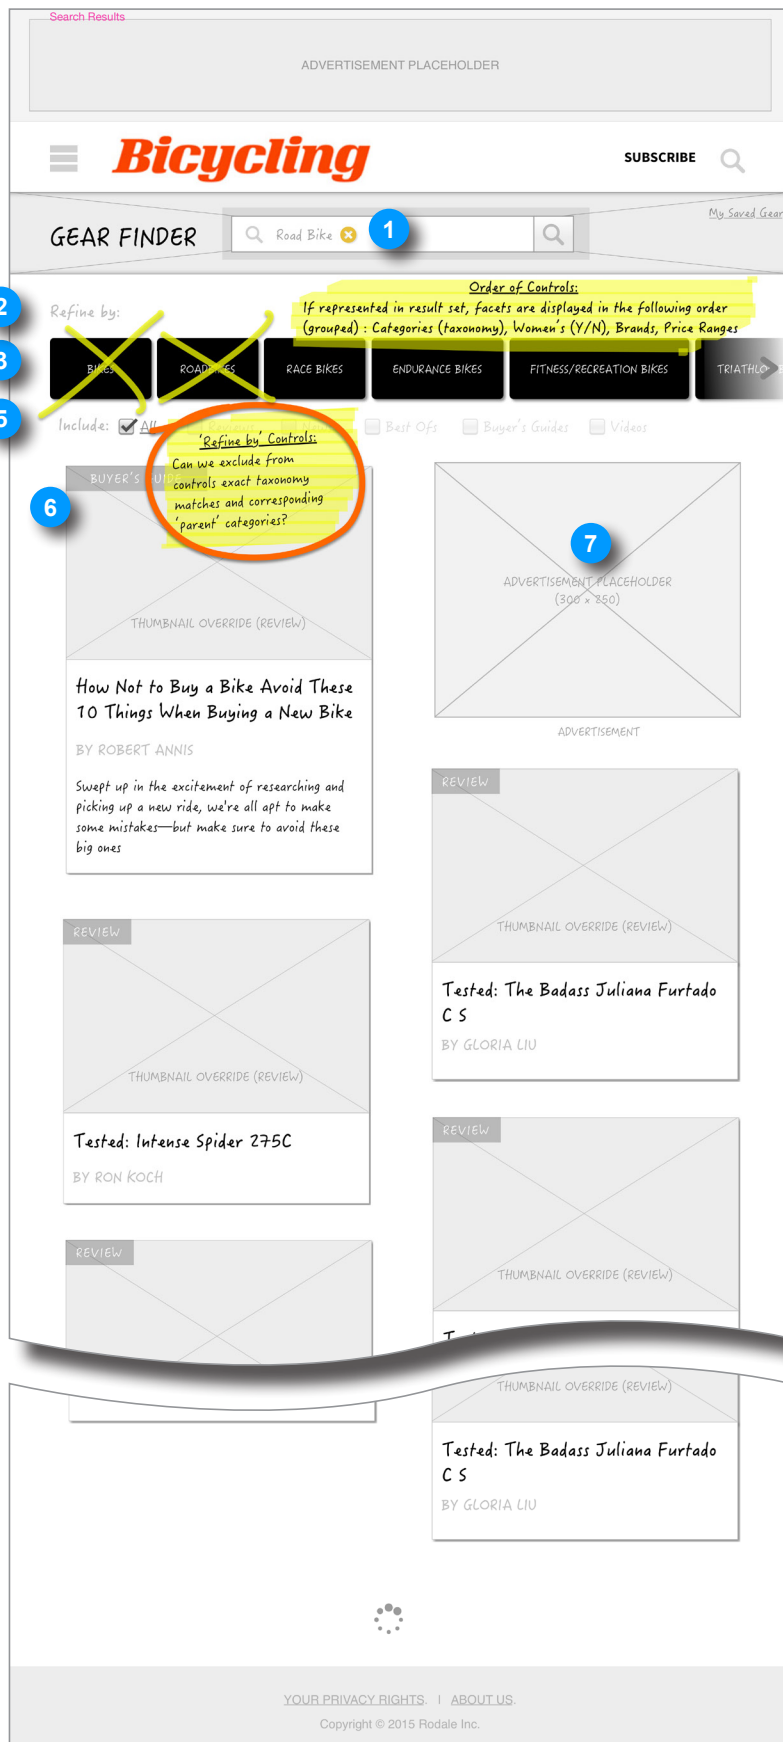 Search Results
ADVERTISEMENT PLACEHOLDER
Bicycling
SUBSCRIBE
GEAR FINDER
Road Bike
1
My Saved Gear
2
Refine by:
Order of Controls:
If represented in result set, facets are displayed in the following order
(grouped) : Categories (taxonomy), Women's (Y/N), Brands, Price Ranges
3
BIKES
ROADBIKES
RACE BIKES
ENDURANCE BIKES
FITNESS/RECREATION BIKES
5
Include:
All
Best Ofs
Buyer's Guides
Videos
'Refine by' Controls:
Can we exclude from
controls exact taxonomy
matches and corresponding
'parent' categories?
6
BUYER'S GUIDE
THUMBNAIL OVERRIDE (REVIEW)
How Not to Buy a Bike Avoid These
10 Things When Buying a New Bike
BY ROBERT ANNIS
Swept up in the excitement of researching and
picking up a new ride, we're all apt to make
some mistakes—but make sure to avoid these
big ones
7
ADVERTISEMENT PLACEHOLDER
(300 x 250)
ADVERTISEMENT
REVIEW
THUMBNAIL OVERRIDE (REVIEW)
Tested: The Badass Juliana Furtado
C S
BY GLORIA LIU
REVIEW
THUMBNAIL OVERRIDE (REVIEW)
Tested: Intense Spider 275C
BY RON KOCH
REVIEW
THUMBNAIL OVERRIDE (REVIEW)
REVIEW
THUMBNAIL OVERRIDE (REVIEW)
Tested: The Badass Juliana Furtado
C S
BY GLORIA LIU
YOUR PRIVACY RIGHTS. | ABOUT US.
Copyright © 2015 Rodale Inc.